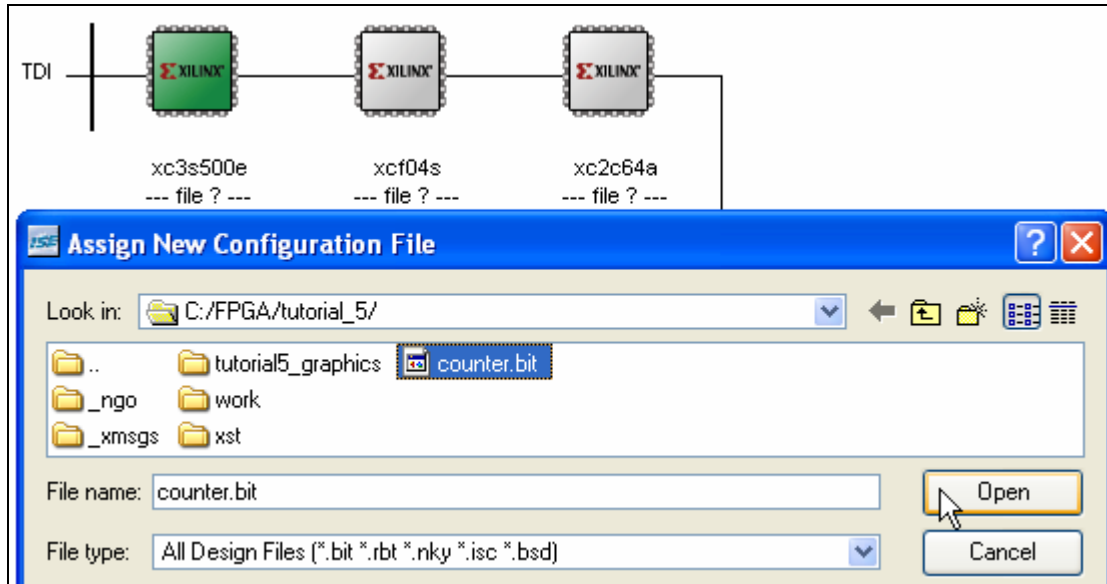 TDI
XILINX XILINX XILINX
xc3s500e xcf04s xc2c64a
--- file ? --- --- file ? --- --- file ? ---
ISE Assign New Configuration File
Look in: C:/FPGA/tutorial_5/
.. tutorial5_graphics counter.bit
_ngo work
_xmsgs xst
File name: counter.bit Open
File type: All Design Files (*.bit *.rbt *.nky *.isc *.bsd) Cancel